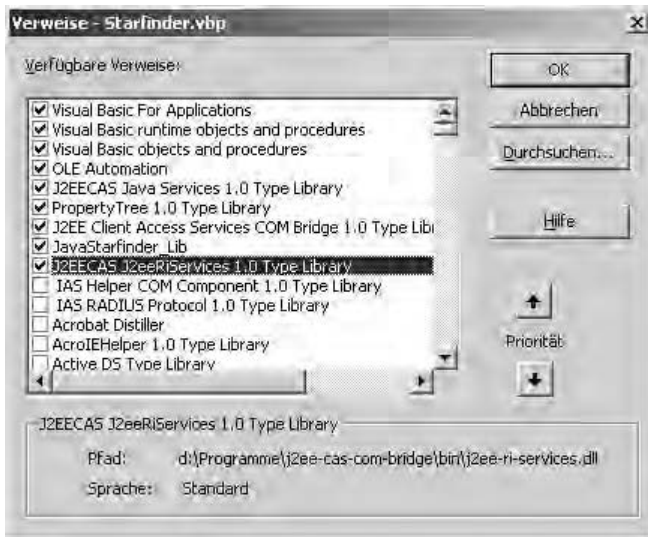 Verweise - Starfinder.vbp
Verfügbare Verweise:
Visual Basic For Applications
Visual Basic runtime objects and procedures
Visual Basic objects and procedures
OLE Automation
J2EECAS Java Services 1.0 Type Library
PropertyTree 1.0 Type Library
J2EE Client Access Services COM Bridge 1.0 Type Libr
JavaStarfinder_Lib
J2EECAS J2eeRiServices 1.0 Type Library
IAS Helper COM Component 1.0 Type Library
IAS RADIUS Protocol 1.0 Type Library
Acrobat Distiller
AcroIEHelper 1.0 Type Library
Active DS Type Library
OK
Abbrechen
Durchsuchen...
Hilfe
Priorität
J2EECAS J2eeRiServices 1.0 Type Library
Pfad: d:\Programme\j2ee-cas-com-bridge\bin\j2ee-ri-services.dll
Sprache: Standard